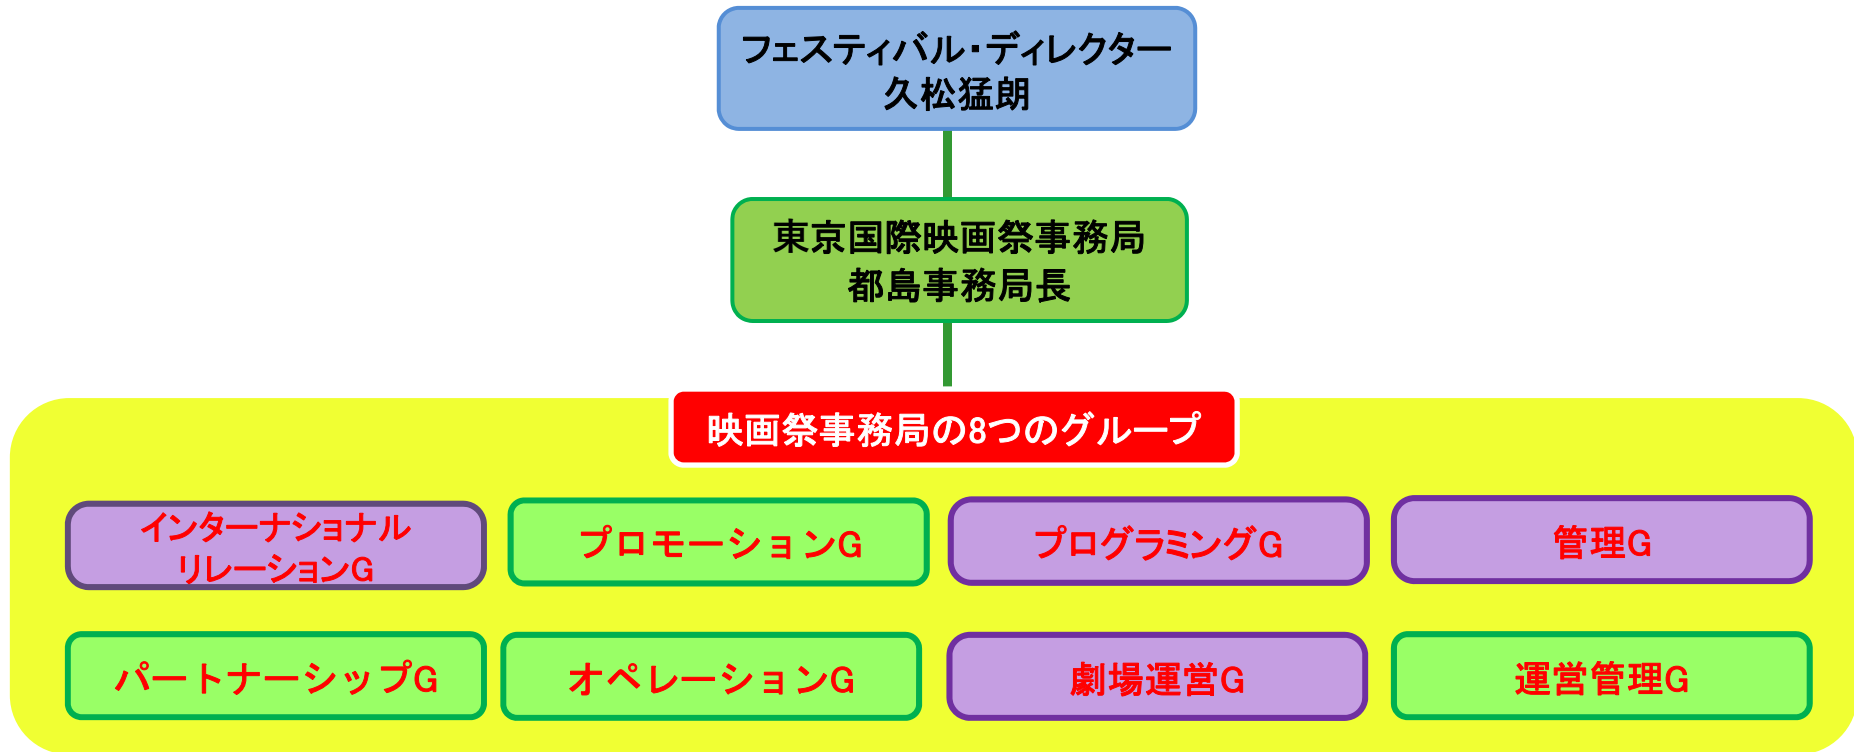 フェスティバル・ディレクター
久松猛朗
東京国際映画祭事務局
都島事務局長
映画祭事務局の8つのグループ
インターナショナル
リレーションG
プロモーションG
プログラミングG
管理G
パートナーシップG
オペレーションG
劇場運営G
運営管理G